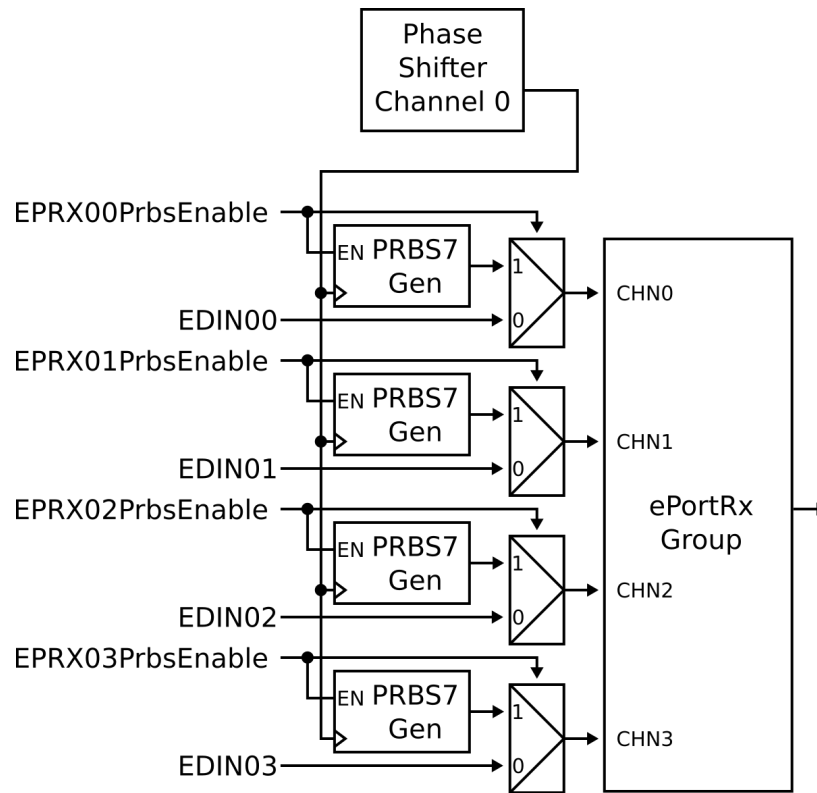 Phase
Shifter
Channel 0
EPRX00PrbsEnable
EN PRBS7
Gen
1
CHN0
EDIN00
0
EPRX01PrbsEnable
EN PRBS7
Gen
1
CHN1
EDIN01
0
ePortRx
Group
EPRX02PrbsEnable
EN PRBS7
Gen
1
CHN2
EDIN02
0
EPRX03PrbsEnable
EN PRBS7
Gen
1
CHN3
EDIN03
0